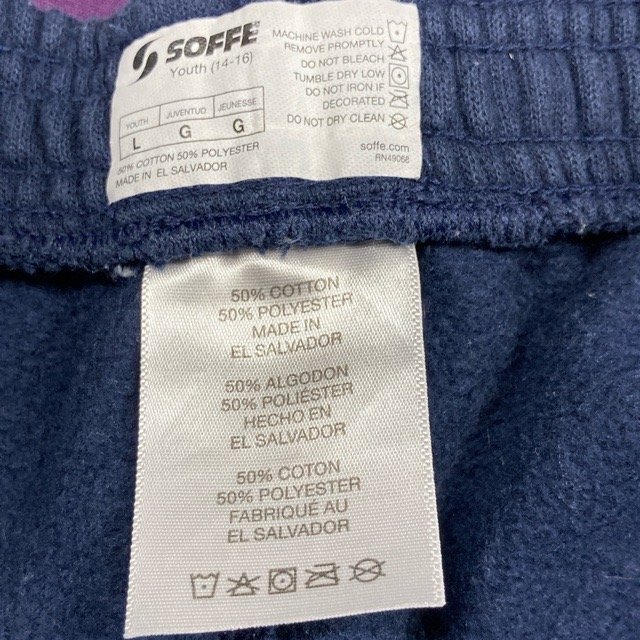 SOFFE®
Youth (14-16)
YOUTH JUVENTUD JEUNESSE
L G G
50% COTTON 50% POLYESTER
MADE IN EL SALVADOR
MACHINE WASH COLD
REMOVE PROMPTLY
DO NOT BLEACH
TUMBLE DRY LOW
DO NOT IRON IF
DECORATED
DO NOT DRY CLEAN
soffe.com
RN49068
50% COTTON
50% POLYESTER
MADE IN
EL SALVADOR
50% ALGODON
50% POLIÉSTER
HECHO EN
EL SALVADOR
50% COTON
50% POLYESTER
FABRIQUÉ AU
EL SALVADOR